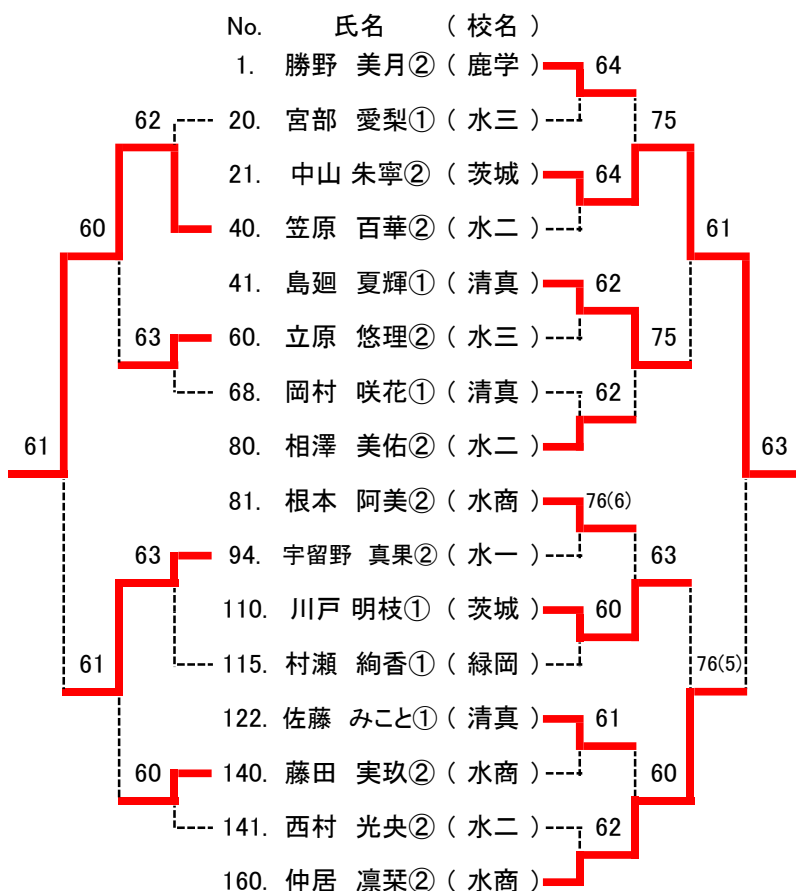 No. 氏名 ( 校名 )
1. 勝野 美月② ( 鹿学 ) 64
62 20. 宮部 愛梨① ( 水三 ) 75
21. 中山 朱寧② ( 茨城 ) 64
60 40. 笠原 百華② ( 水二 ) 61
41. 島廻 夏輝① ( 清真 ) 62
63 60. 立原 悠理② ( 水三 ) 75
68. 岡村 咲花① ( 清真 ) 62
61 80. 相澤 美佑② ( 水二 ) 63
81. 根本 阿美② ( 水商 ) 76(6)
63 94. 宇留野 真果② ( 水一 ) 63
110. 川戸 明枝① ( 茨城 ) 60
61 115. 村瀬 絢香① ( 緑岡 ) 76(5)
122. 佐藤 みこと① ( 清真 ) 61
60 140. 藤田 実玖② ( 水商 ) 60
141. 西村 光央② ( 水二 ) 62
160. 仲居 凛栞② ( 水商 )